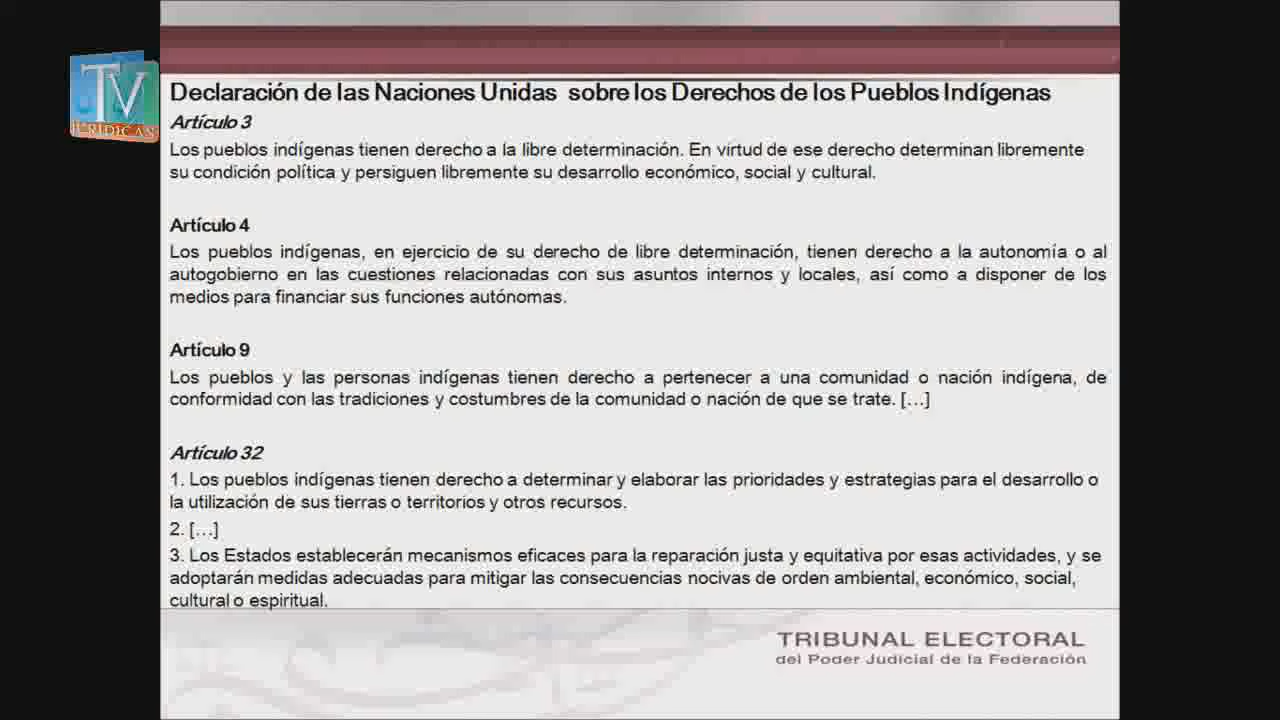 TV
JURIDICAS
Declaración de las Naciones Unidas sobre los Derechos de los Pueblos Indígenas
Artículo 3
Los pueblos indígenas tienen derecho a la libre determinación. En virtud de ese derecho determinan libremente
su condición política y persiguen libremente su desarrollo económico, social y cultural.
Artículo 4
Los pueblos indígenas, en ejercicio de su derecho de libre determinación, tienen derecho a la autonomía o al
autogobierno en las cuestiones relacionadas con sus asuntos internos y locales, así como a disponer de los
medios para financiar sus funciones autónomas.
Artículo 9
Los pueblos y las personas indígenas tienen derecho a pertenecer a una comunidad o nación indígena, de
conformidad con las tradiciones y costumbres de la comunidad o nación de que se trate. […]
Artículo 32
1. Los pueblos indígenas tienen derecho a determinar y elaborar las prioridades y estrategias para el desarrollo o
la utilización de sus tierras o territorios y otros recursos.
2. […]
3. Los Estados establecerán mecanismos eficaces para la reparación justa y equitativa por esas actividades, y se
adoptarán medidas adecuadas para mitigar las consecuencias nocivas de orden ambiental, económico, social,
cultural o espiritual.
TRIBUNAL ELECTORAL
del Poder Judicial de la Federación